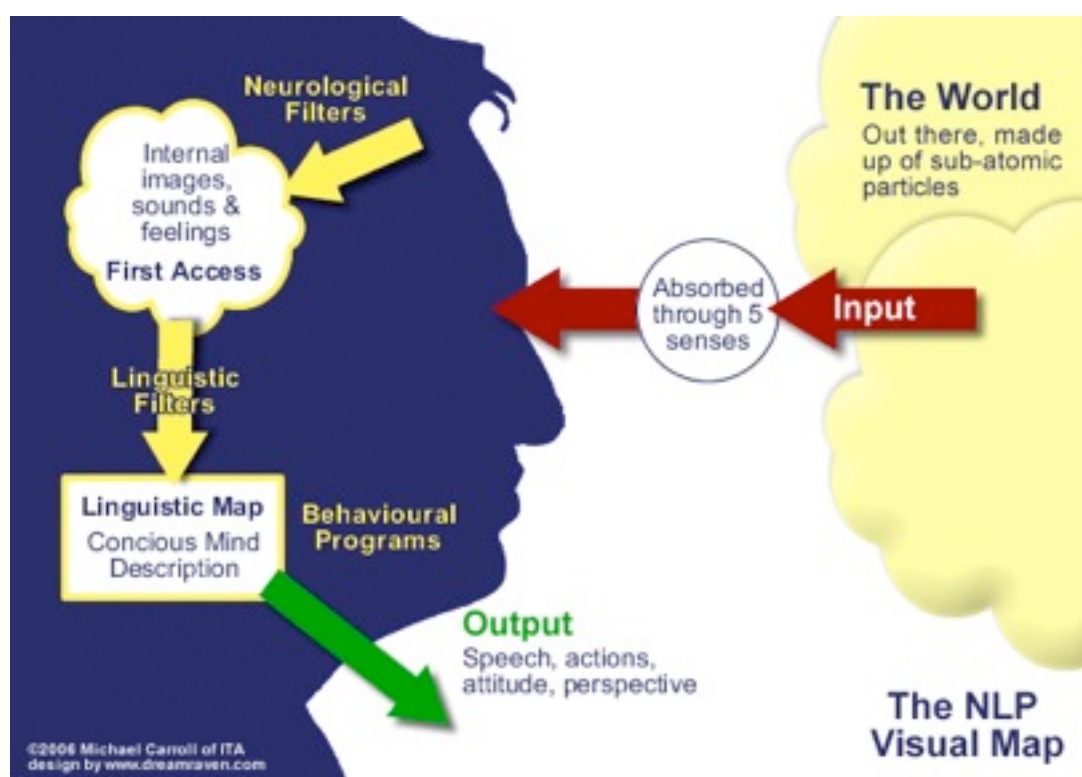 Neurological
Filters
Internal
images,
sounds &
feelings
First Access
Linguistic
Filters
Linguistic Map
Concious Mind
Description
Behavioural
Programs
The World
Out there, made
up of sub-atomic
particles
Input
Absorbed
through 5
senses
Output
Speech, actions,
attitude, perspective
The NLP
Visual Map
©2006 Michael Carroll of ITA
design by www.dreamraven.com